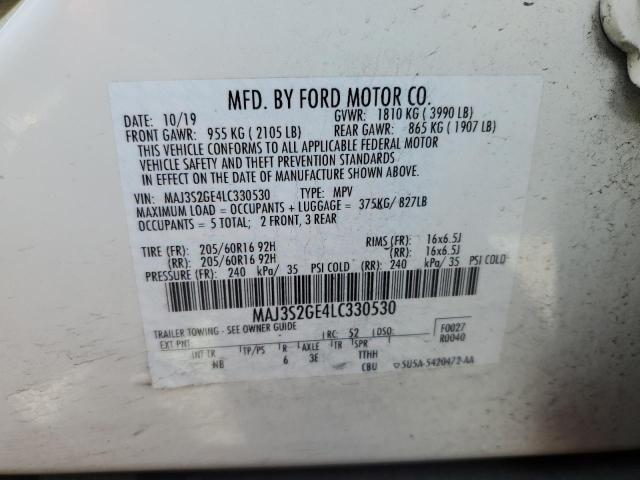 MFD. BY FORD MOTOR CO.
DATE: 10/19 GVWR: 1810 KG ( 3990 LB)
FRONT GAWR: 955 KG ( 2105 LB) REAR GAWR: 865 KG ( 1907 LB)
THIS VEHICLE CONFORMS TO ALL APPLICABLE FEDERAL MOTOR
VEHICLE SAFETY AND THEFT PREVENTION STANDARDS IN
EFFECT ON THE DATE OF MANUFACTURE SHOWN ABOVE.
VIN: MAJ3S2GE4LC330530 TYPE: MPV
MAXIMUM LOAD = OCCUPANTS + LUGGAGE = 375KG/ 827LB
OCCUPANTS = 5 TOTAL; 2 FRONT, 3 REAR
TIRE (FR): 205/60R16 92H RIMS (FR): 16x6.5J
(RR): 205/60R16 92H (RR): 16x6.5J
PRESSURE (FR): 240 kPa/ 35 PSI COLD (RR): 240 kPa/ 35 PSI COLD
MAJ3S2GE4LC330530
TRAILER TOWING - SEE OWNER GUIDE
EXT PNT: RC: 52 DSO: F0027
R0040
INT TR TP/PS R AXLE TR SPR
NB 6 3E TTHH
CBU 5U5A-5420472-AA